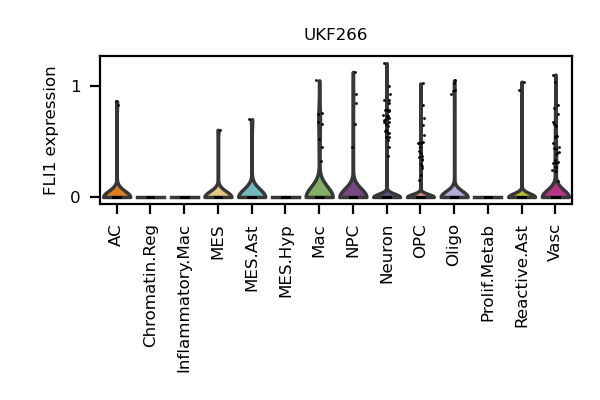 UKF266
FLI1 expression
1
0
AC
Chromatin.Reg
Inflammatory.Mac
MES
MES.Ast
MES.Hyp
Mac
NPC
Neuron
OPC
Oligo
Prolif.Metab
Reactive.Ast
Vasc